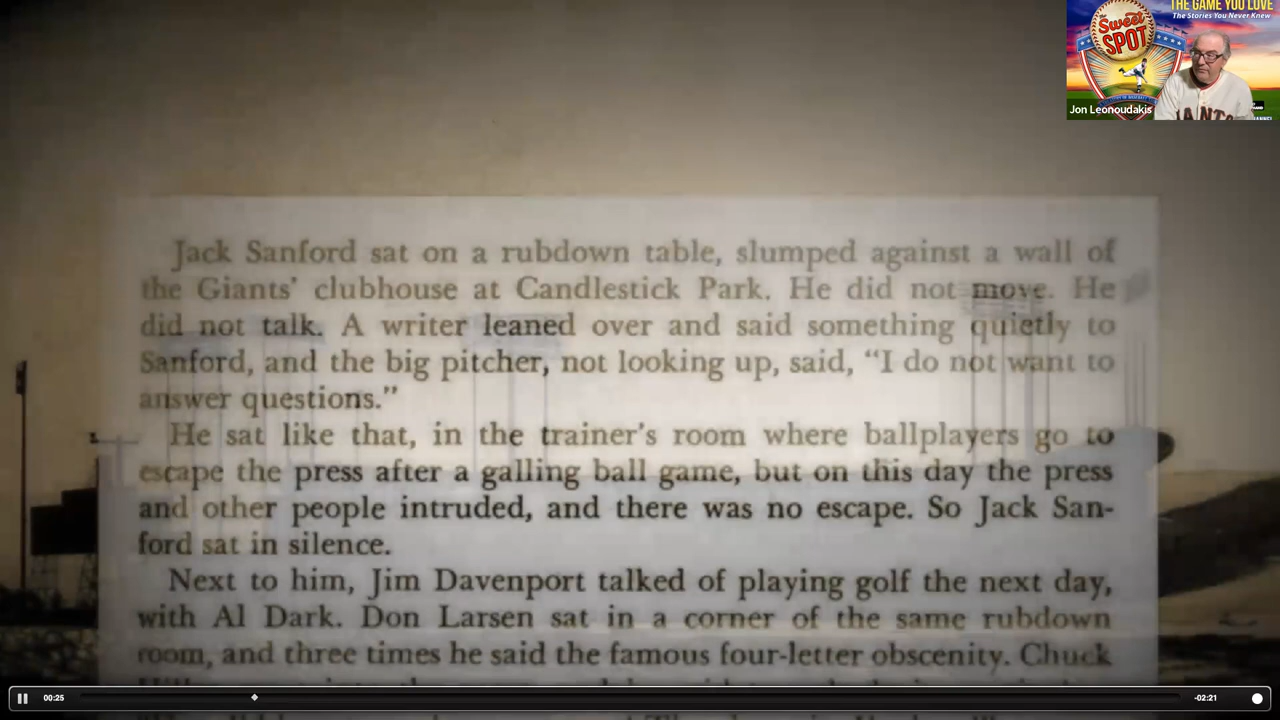 THE GAME YOU LOVE
The Stories You Never Knew
The Sweet
SPOT
Jon Leonoudakis
Jack Sanford sat on a rubdown table, slumped against a wall of
the Giants’ clubhouse at Candlestick Park. He did not move. He
did not talk. A writer leaned over and said something quietly to
Sanford, and the big pitcher, not looking up, said, “I do not want to
answer questions.”
He sat like that, in the trainer’s room where ballplayers go to
escape the press after a galling ball game, but on this day the press
and other people intruded, and there was no escape. So Jack San-
ford sat in silence.
Next to him, Jim Davenport talked of playing golf the next day,
with Al Dark. Don Larsen sat in a corner of the same rubdown
room, and three times he said the famous four-letter obscenity. Chuck
00:25
-02:21